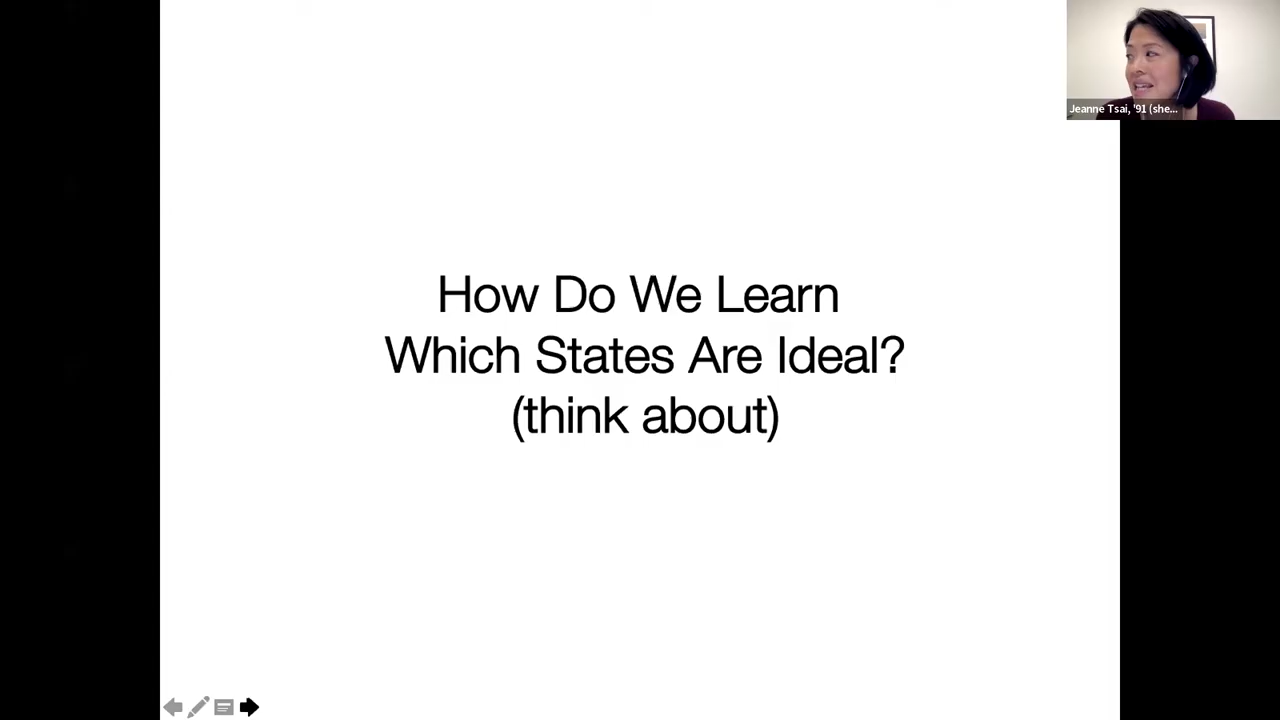 Jeanne Tsai, '91 (she...
How Do We Learn
Which States Are Ideal?
(think about)